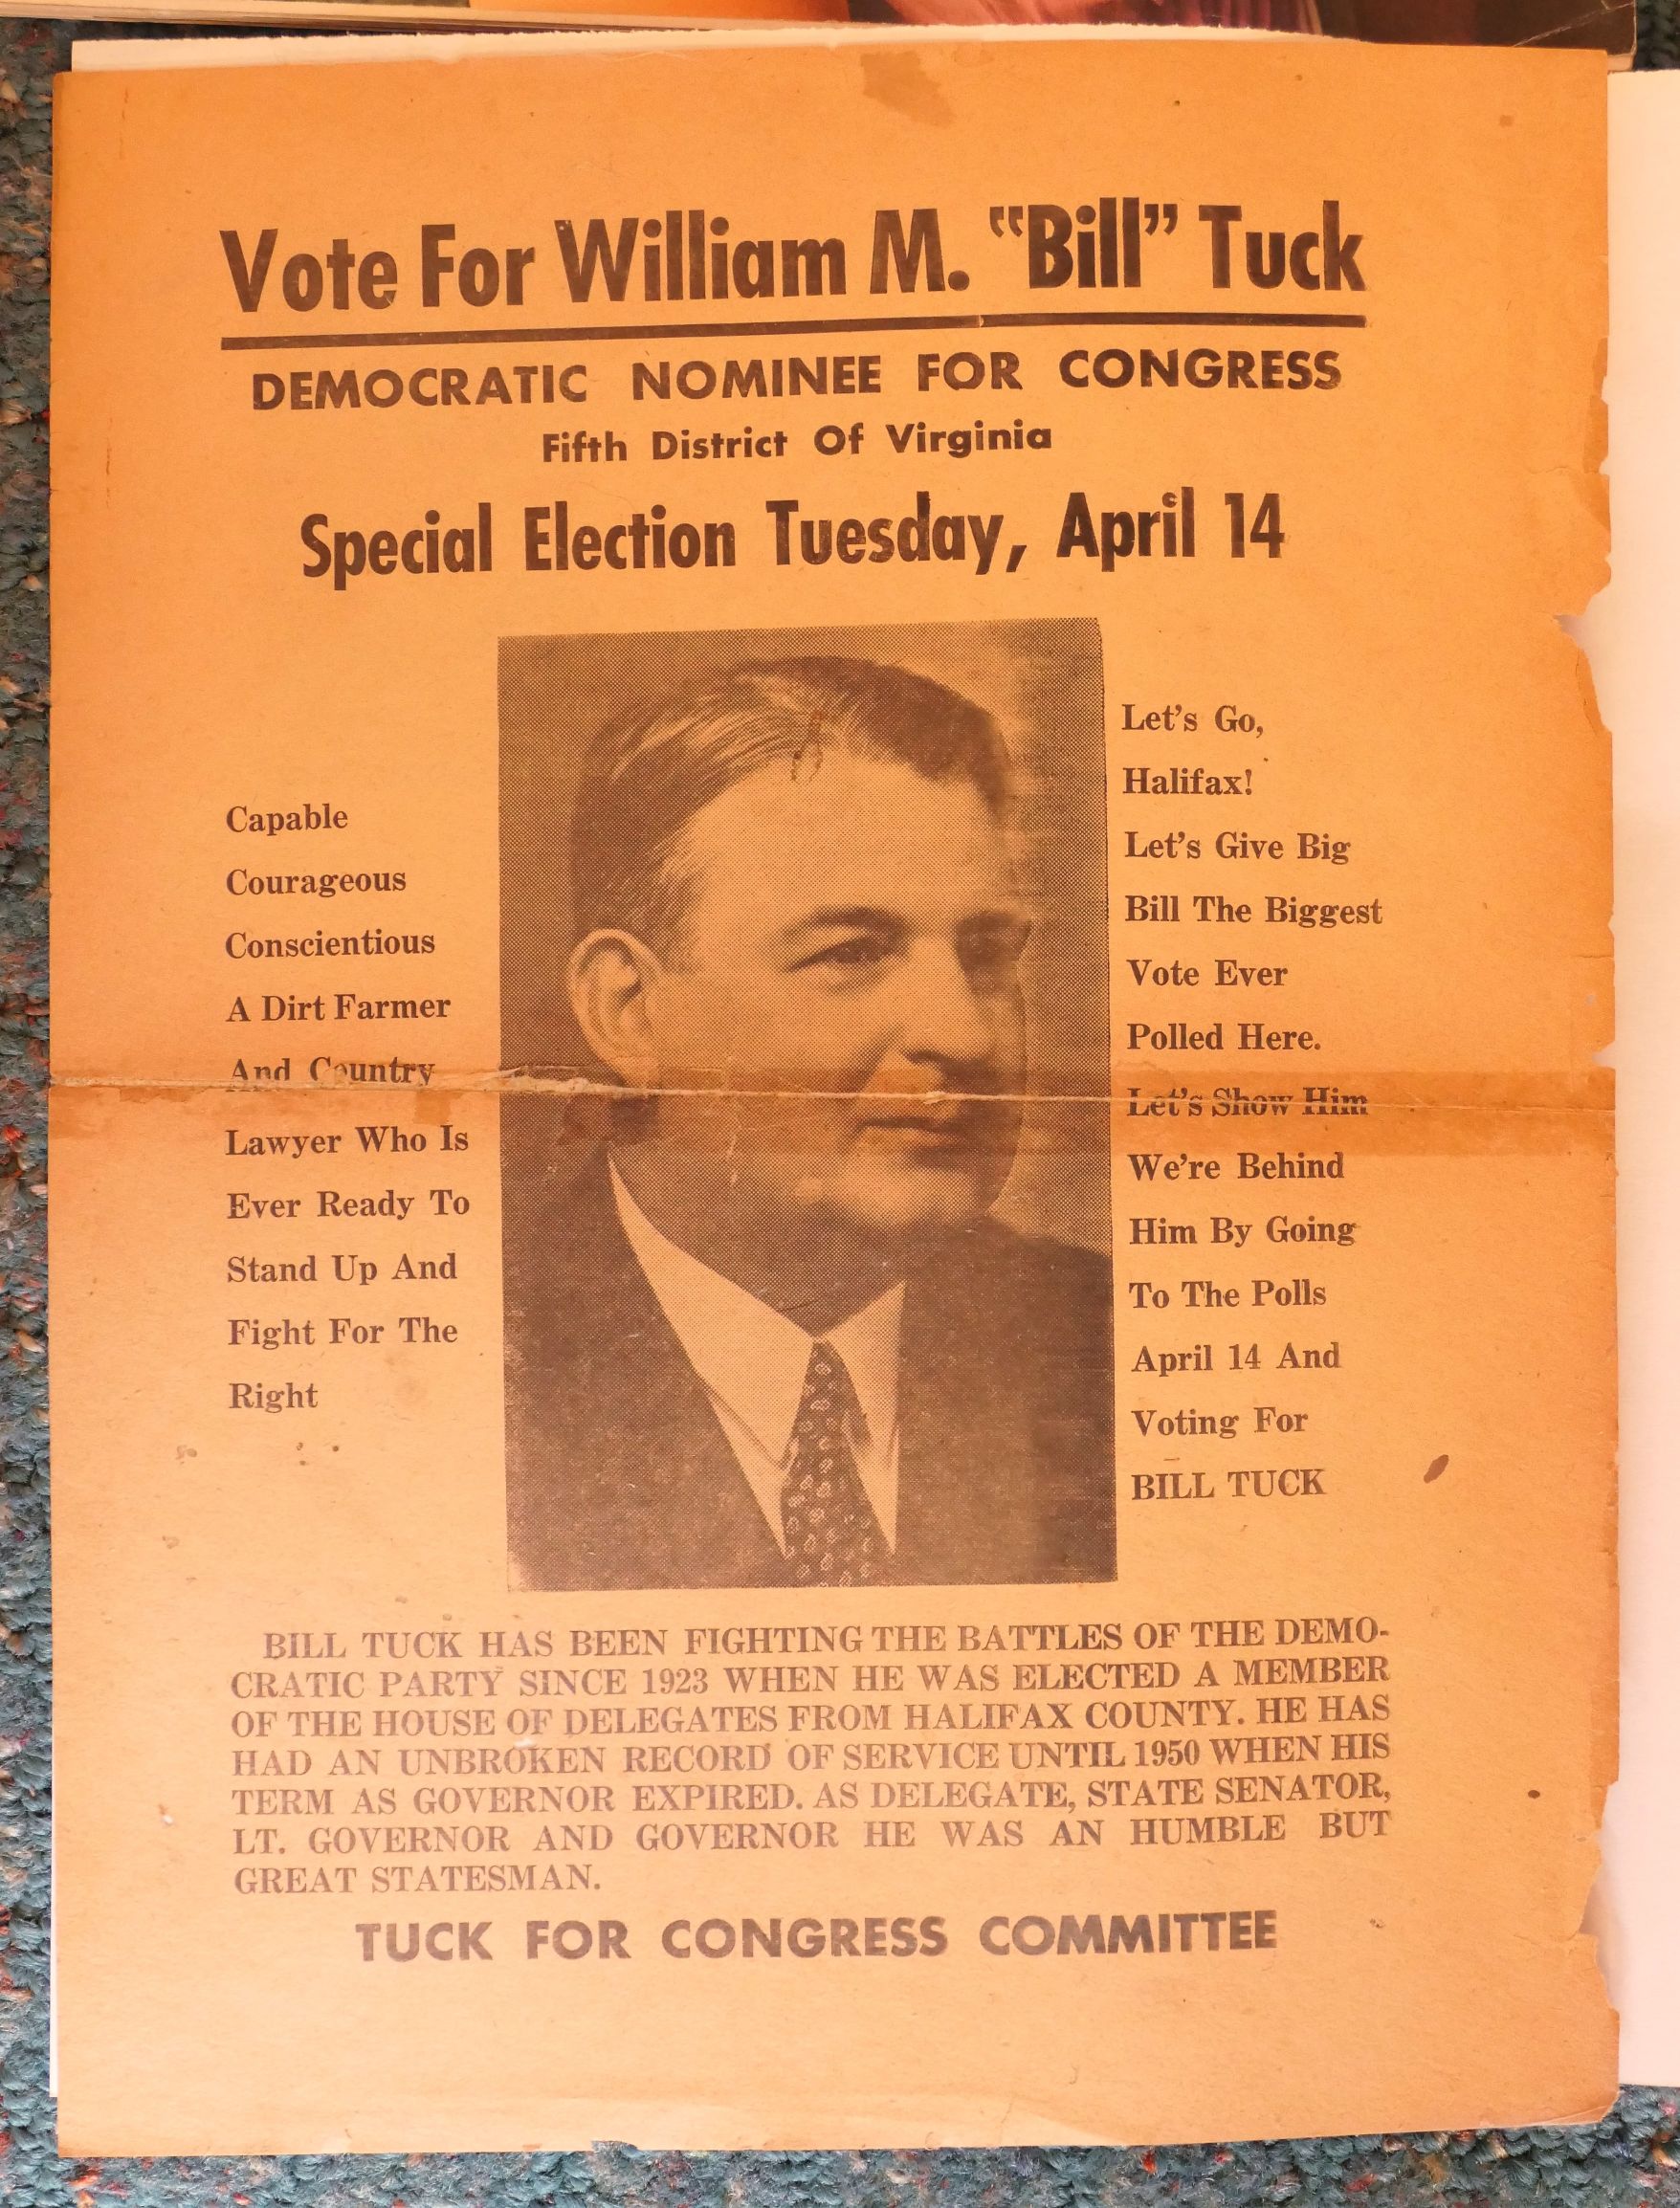 Vote For William M. "Bill" Tuck
DEMOCRATIC NOMINEE FOR CONGRESS
Fifth District Of Virginia
Special Election Tuesday, April 14
Capable
Courageous
Conscientious
A Dirt Farmer
And Country
Lawyer Who Is
Ever Ready To
Stand Up And
Fight For The
Right
Let's Go,
Halifax!
Let's Give Big
Bill The Biggest
Vote Ever
Polled Here.
Let's Show Him
We're Behind
Him By Going
To The Polls
April 14 And
Voting For
BILL TUCK
BILL TUCK HAS BEEN FIGHTING THE BATTLES OF THE DEMO-
CRATIC PARTY SINCE 1923 WHEN HE WAS ELECTED A MEMBER
OF THE HOUSE OF DELEGATES FROM HALIFAX COUNTY. HE HAS
HAD AN UNBROKEN RECORD OF SERVICE UNTIL 1950 WHEN HIS
TERM AS GOVERNOR EXPIRED. AS DELEGATE, STATE SENATOR,
LT. GOVERNOR AND GOVERNOR HE WAS AN HUMBLE BUT
GREAT STATESMAN.
TUCK FOR CONGRESS COMMITTEE